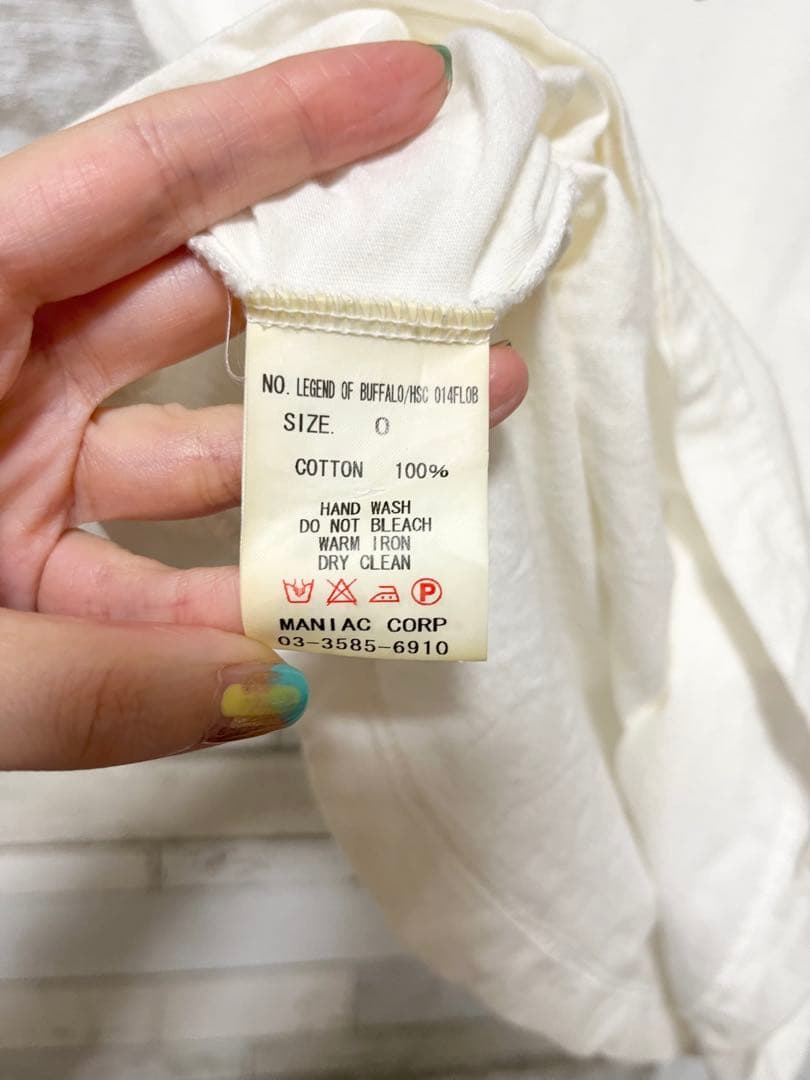 NO. LEGEND OF BUFFALO/HSC 014FLOB
SIZE. 0
COTTON 100%
HAND WASH
DO NOT BLEACH
WARM IRON
DRY CLEAN
P
MANIAC CORP
03-3585-6910